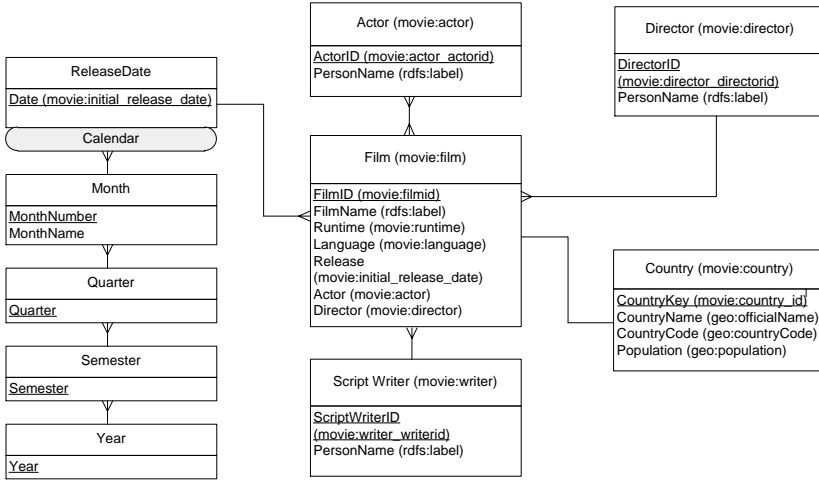 Actor (movie:actor)
ActorID (movie:actor_actorid)
PersonName (rdfs:label)
Director (movie:director)
DirectorID
(movie:director_directorid)
PersonName (rdfs:label)
ReleaseDate
Date (movie:initial_release_date)
Calendar
Month
MonthNumber
MonthName
Quarter
Quarter
Semester
Semester
Year
Year
Film (movie:film)
FilmID (movie:filmid)
FilmName (rdfs:label)
Runtime (movie:runtime)
Language (movie:language)
Release
(movie:initial_release_date)
Actor (movie:actor)
Director (movie:director)
Country (movie:country)
CountryKey (movie:country_id)
CountryName (geo:officialName)
CountryCode (geo:countryCode)
Population (geo:population)
Script Writer (movie:writer)
ScriptWriterID
(movie:writer_writerid)
PersonName (rdfs:label)